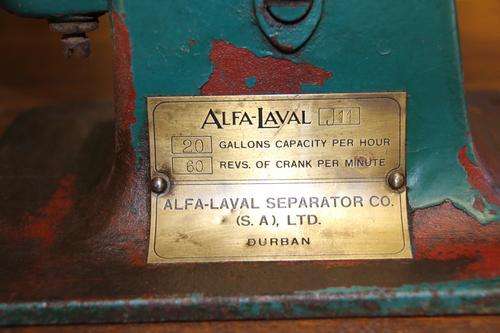 ALFA-LAVAL J11
20 GALLONS CAPACITY PER HOUR
60 REVS. OF CRANK PER MINUTE
ALFA-LAVAL SEPARATOR CO.
(S. A), LTD.
DURBAN